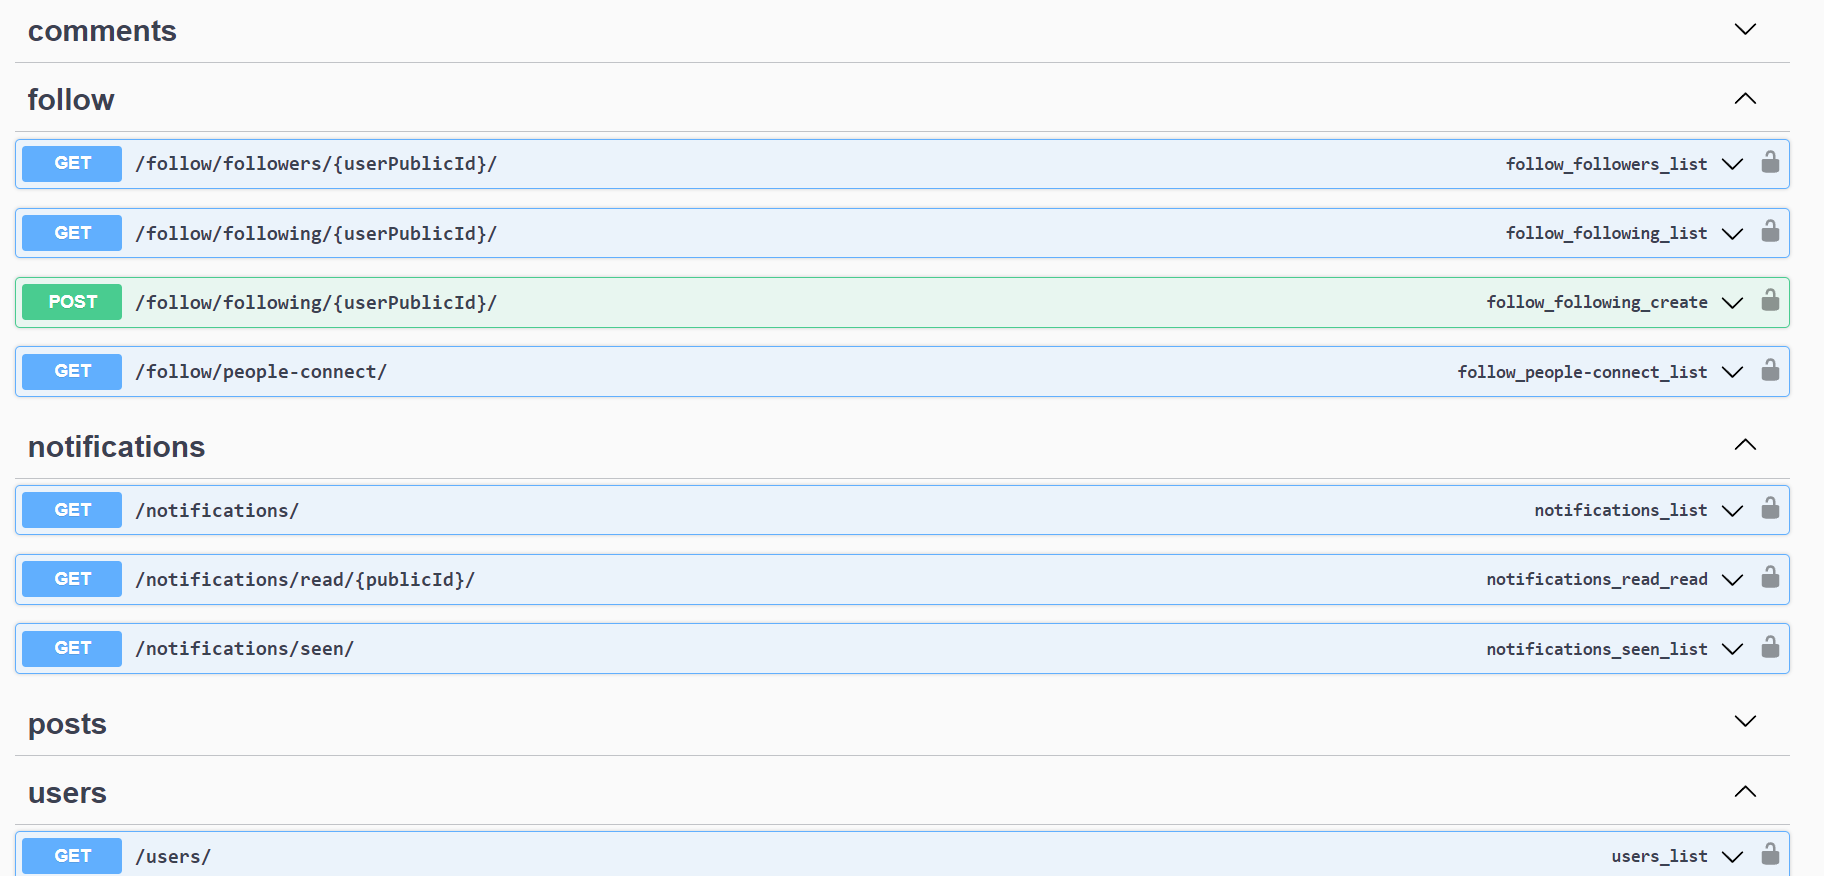 comments
follow
GET /follow/followers/{userPublicId}/ follow_followers_list
GET /follow/following/{userPublicId}/ follow_following_list
POST /follow/following/{userPublicId}/ follow_following_create
GET /follow/people-connect/ follow_people-connect_list
notifications
GET /notifications/ notifications_list
GET /notifications/read/{publicId}/ notifications_read_read
GET /notifications/seen/ notifications_seen_list
posts
users
GET /users/ users_list